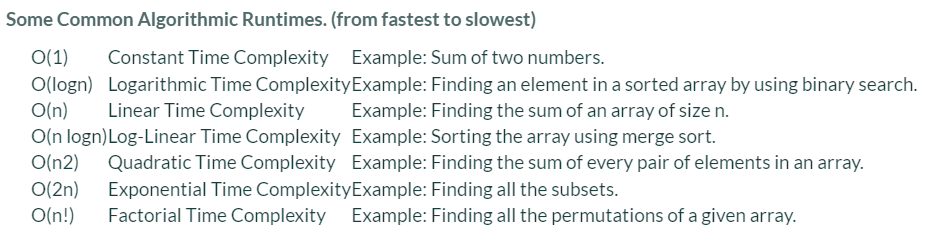 Some Common Algorithmic Runtimes. (from fastest to slowest)
O(1) Constant Time Complexity Example: Sum of two numbers.
O(logn) Logarithmic Time Complexity Example: Finding an element in a sorted array by using binary search.
O(n) Linear Time Complexity Example: Finding the sum of an array of size n.
O(n logn) Log-Linear Time Complexity Example: Sorting the array using merge sort.
O(n2) Quadratic Time Complexity Example: Finding the sum of every pair of elements in an array.
O(2n) Exponential Time Complexity Example: Finding all the subsets.
O(n!) Factorial Time Complexity Example: Finding all the permutations of a given array.